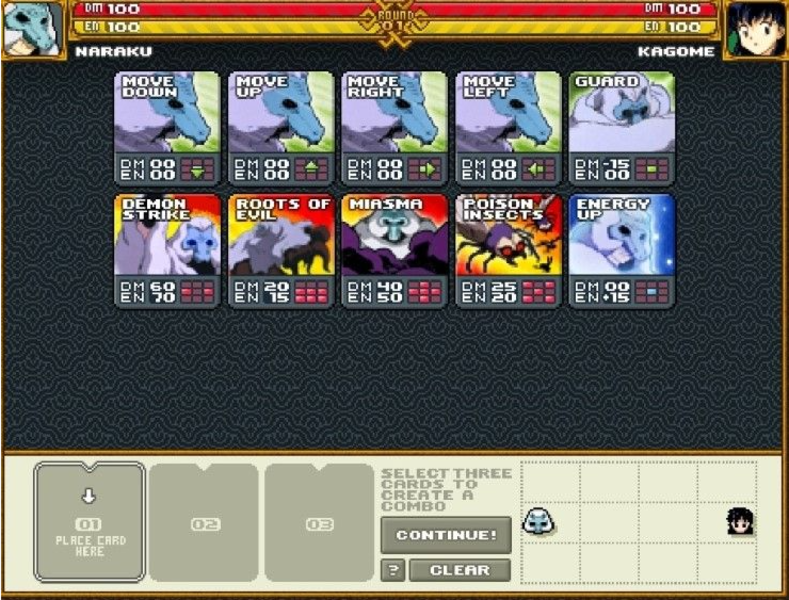 DM 100
EN 100
ROUND
01
DM 100
EN 100
NARAKU
KAGOME
MOVE
DOWN
DM 00
EN 00
MOVE
UP
DM 00
EN 00
MOVE
RIGHT
DM 00
EN 00
MOVE
LEFT
DM 00
EN 00
GUARD
DM -15
EN 00
DEMON
STRIKE
DM 60
EN 70
ROOTS OF
EVIL
DM 20
EN 15
MIASMA
DM 40
EN 50
POISON
INSECTS
DM 25
EN 20
ENERGY
UP
DM 00
EN +15
01
PLACE CARD
HERE
02
03
SELECT THREE
CARDS TO
CREATE A
COMBO
CONTINUE!
?
CLEAR